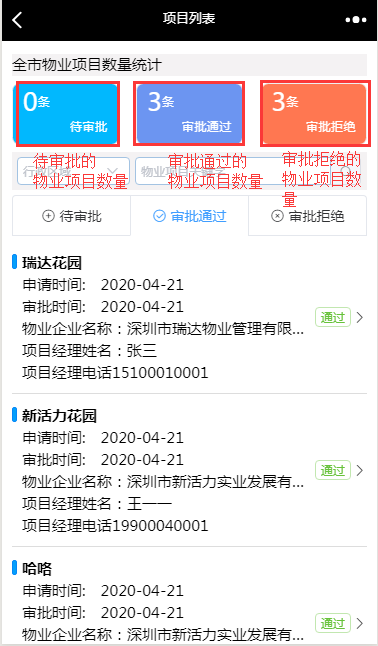 项目列表
全市物业项目数量统计
0条
待审批
3条
审批通过
3条
审批拒绝
待审批的
物业项目数量
审批通过的
物业项目数量
审批拒绝的
物业项目数
量
待审批
审批通过
审批拒绝
瑞达花园
申请时间: 2020-04-21
审批时间: 2020-04-21
物业企业名称：深圳市瑞达物业管理有限...
项目经理姓名：张三
项目经理电话15100010001
通过
新活力花园
申请时间: 2020-04-21
审批时间: 2020-04-21
物业企业名称：深圳市新活力实业发展有...
项目经理姓名：王一一
项目经理电话19900040001
通过
哈咯
申请时间: 2020-04-21
审批时间: 2020-04-21
物业企业名称：深圳市新活力实业发展有...
通过